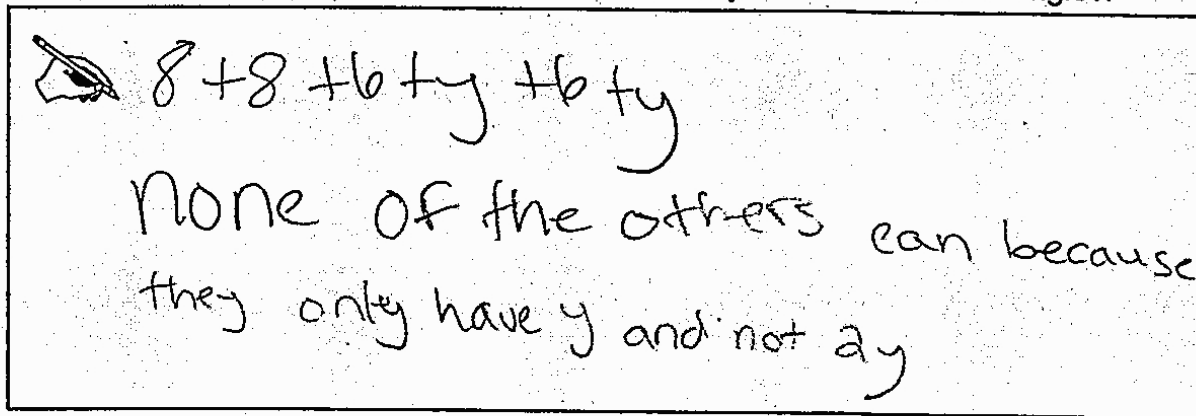 8+8+6+y+6+y
none of the others can because
they only have y and not 2y